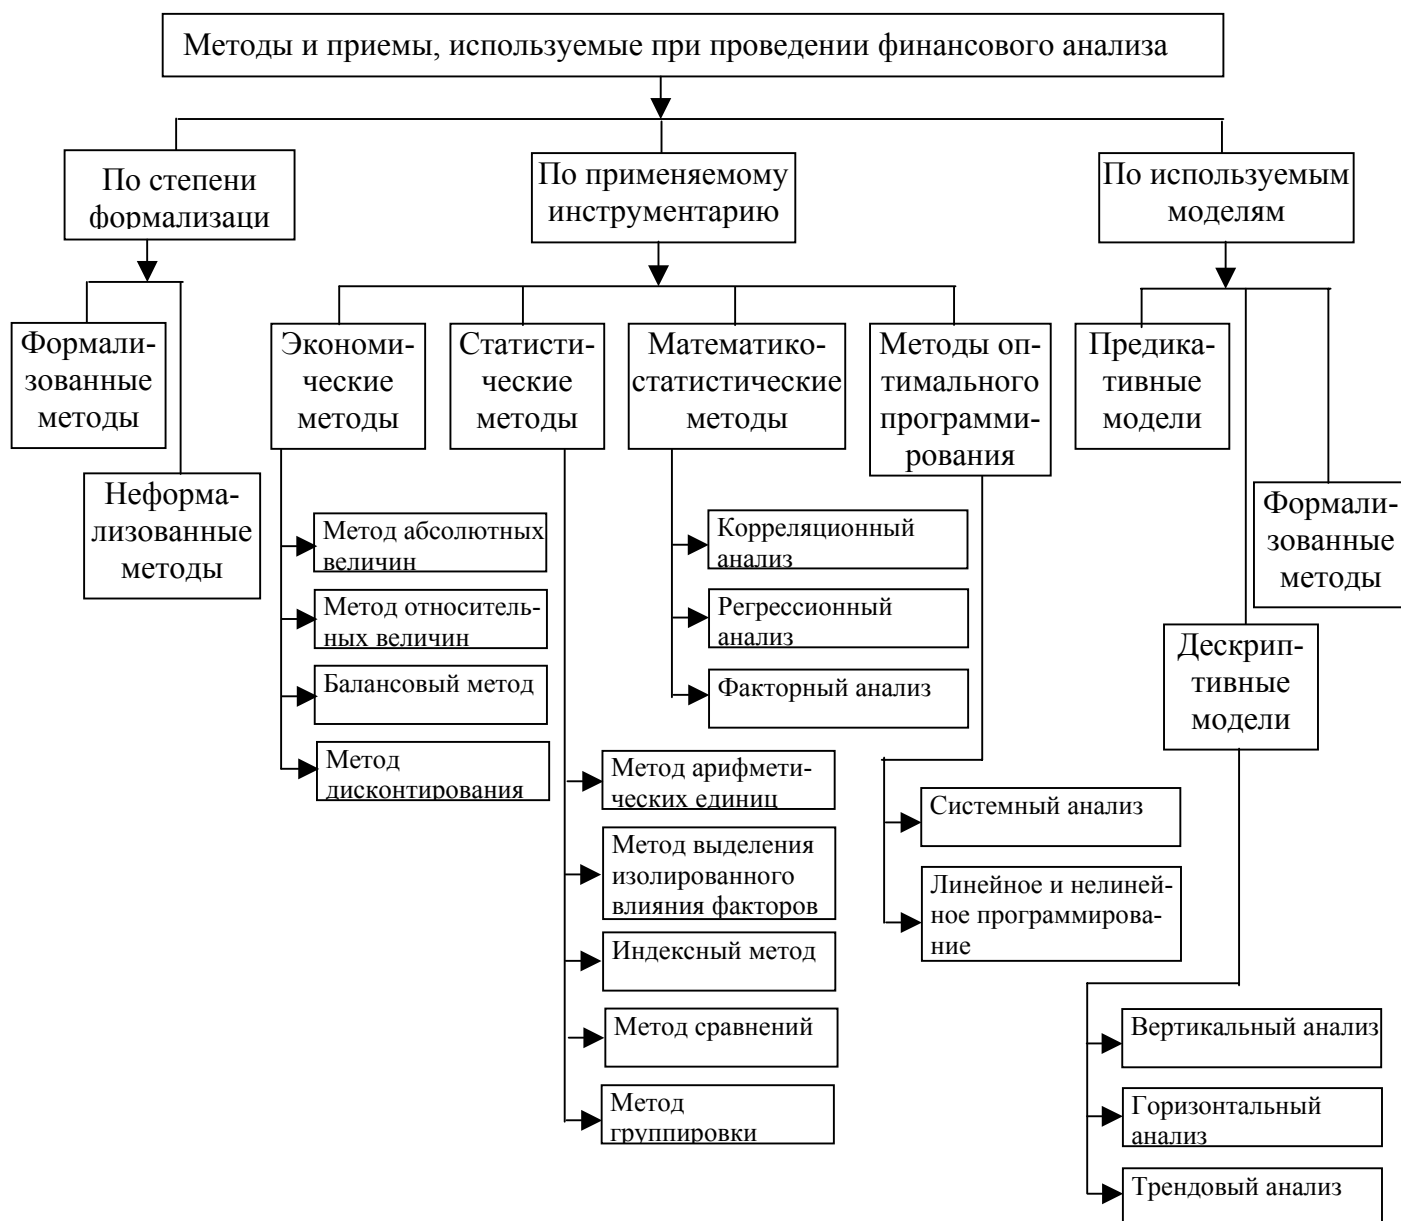 Методы и приемы, используемые при проведении финансового анализа
По степени
формализаци
По применяемому
инструментарию
По используемым
моделям
Формали-
зованные
методы
Неформа-
лизованные
методы
Экономи-
ческие
методы
Статисти-
ческие
методы
Математико-
статистические
методы
Методы оп-
тимального
программи-
рования
Предика-
тивные
модели
Формали-
зованные
методы
Дескрип-
тивные
модели
Метод абсолютных
величин
Метод относитель-
ных величин
Балансовый метод
Метод
дисконтирования
Метод арифмети-
ческих единиц
Метод выделения
изолированного
влияния факторов
Индексный метод
Метод сравнений
Метод
группировки
Корреляционный
анализ
Регрессионный
анализ
Факторный анализ
Системный анализ
Линейное и нелиней-
ное программирова-
ние
Вертикальный анализ
Горизонтальный
анализ
Трендовый анализ